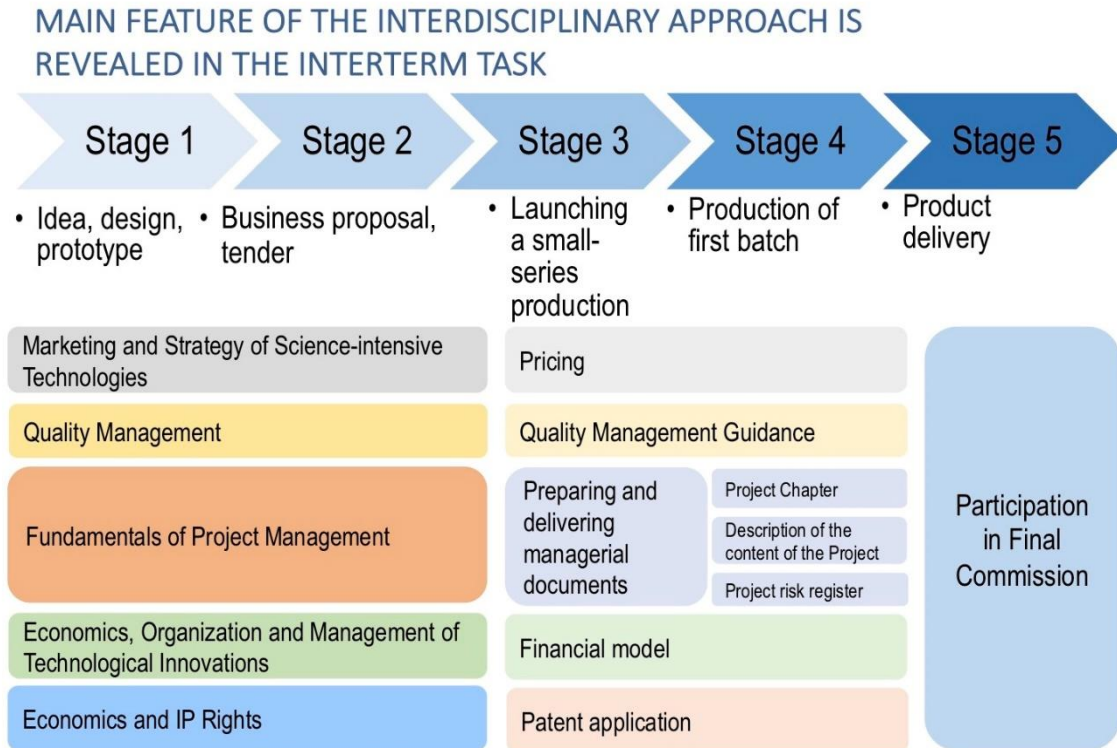 MAIN FEATURE OF THE INTERDISCIPLINARY APPROACH IS
REVEALED IN THE INTERTERM TASK
Stage 1
Stage 2
Stage 3
Stage 4
Stage 5
• Idea, design,
prototype
• Business proposal,
tender
• Launching
a small-
series
production
• Production of
first batch
• Product
delivery
Marketing and Strategy of Science-intensive
Technologies
Pricing
Quality Management
Quality Management Guidance
Fundamentals of Project Management
Preparing and
delivering
managerial
documents
Project Chapter
Description of the
content of the Project
Project risk register
Economics, Organization and Management of
Technological Innovations
Financial model
Economics and IP Rights
Patent application
Participation
in Final
Commission